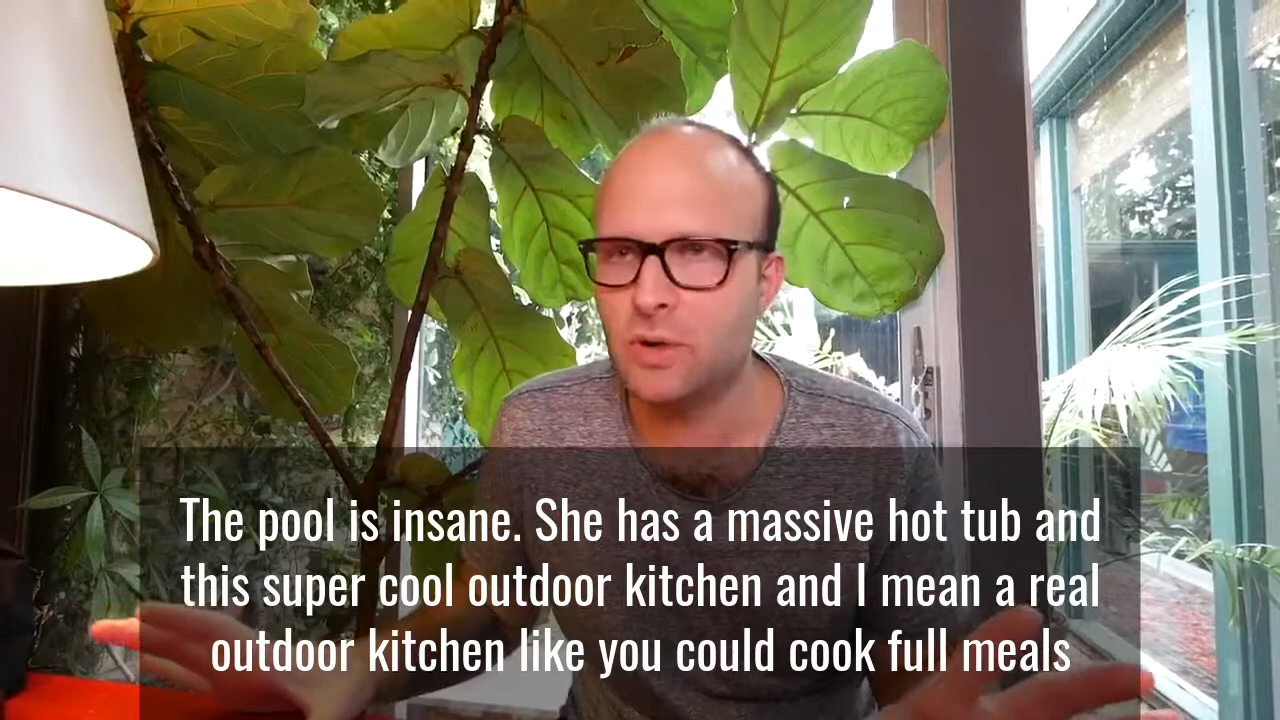 The pool is insane. She has a massive hot tub and
this super cool outdoor kitchen and I mean a real
outdoor kitchen like you could cook full meals